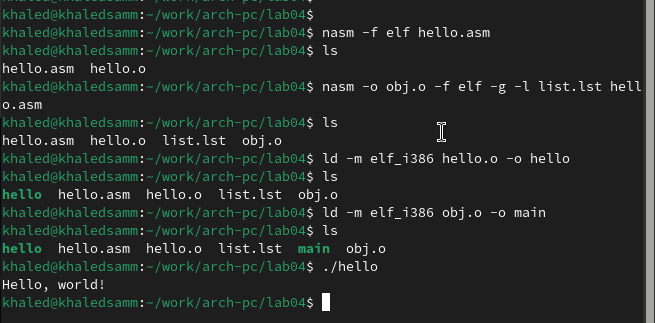 khaled@khaledsamm:~/work/arch-pc/lab04$
khaled@khaledsamm:~/work/arch-pc/lab04$ nasm -f elf hello.asm
khaled@khaledsamm:~/work/arch-pc/lab04$ ls
hello.asm  hello.o
khaled@khaledsamm:~/work/arch-pc/lab04$ nasm -o obj.o -f elf -g -l list.lst hell
o.asm
khaled@khaledsamm:~/work/arch-pc/lab04$ ls
hello.asm  hello.o  list.lst  obj.o
khaled@khaledsamm:~/work/arch-pc/lab04$ ld -m elf_i386 hello.o -o hello
khaled@khaledsamm:~/work/arch-pc/lab04$ ls
hello  hello.asm  hello.o  list.lst  obj.o
khaled@khaledsamm:~/work/arch-pc/lab04$ ld -m elf_i386 obj.o -o main
khaled@khaledsamm:~/work/arch-pc/lab04$ ls
hello  hello.asm  hello.o  list.lst  main  obj.o
khaled@khaledsamm:~/work/arch-pc/lab04$ ./hello
Hello, world!
khaled@khaledsamm:~/work/arch-pc/lab04$